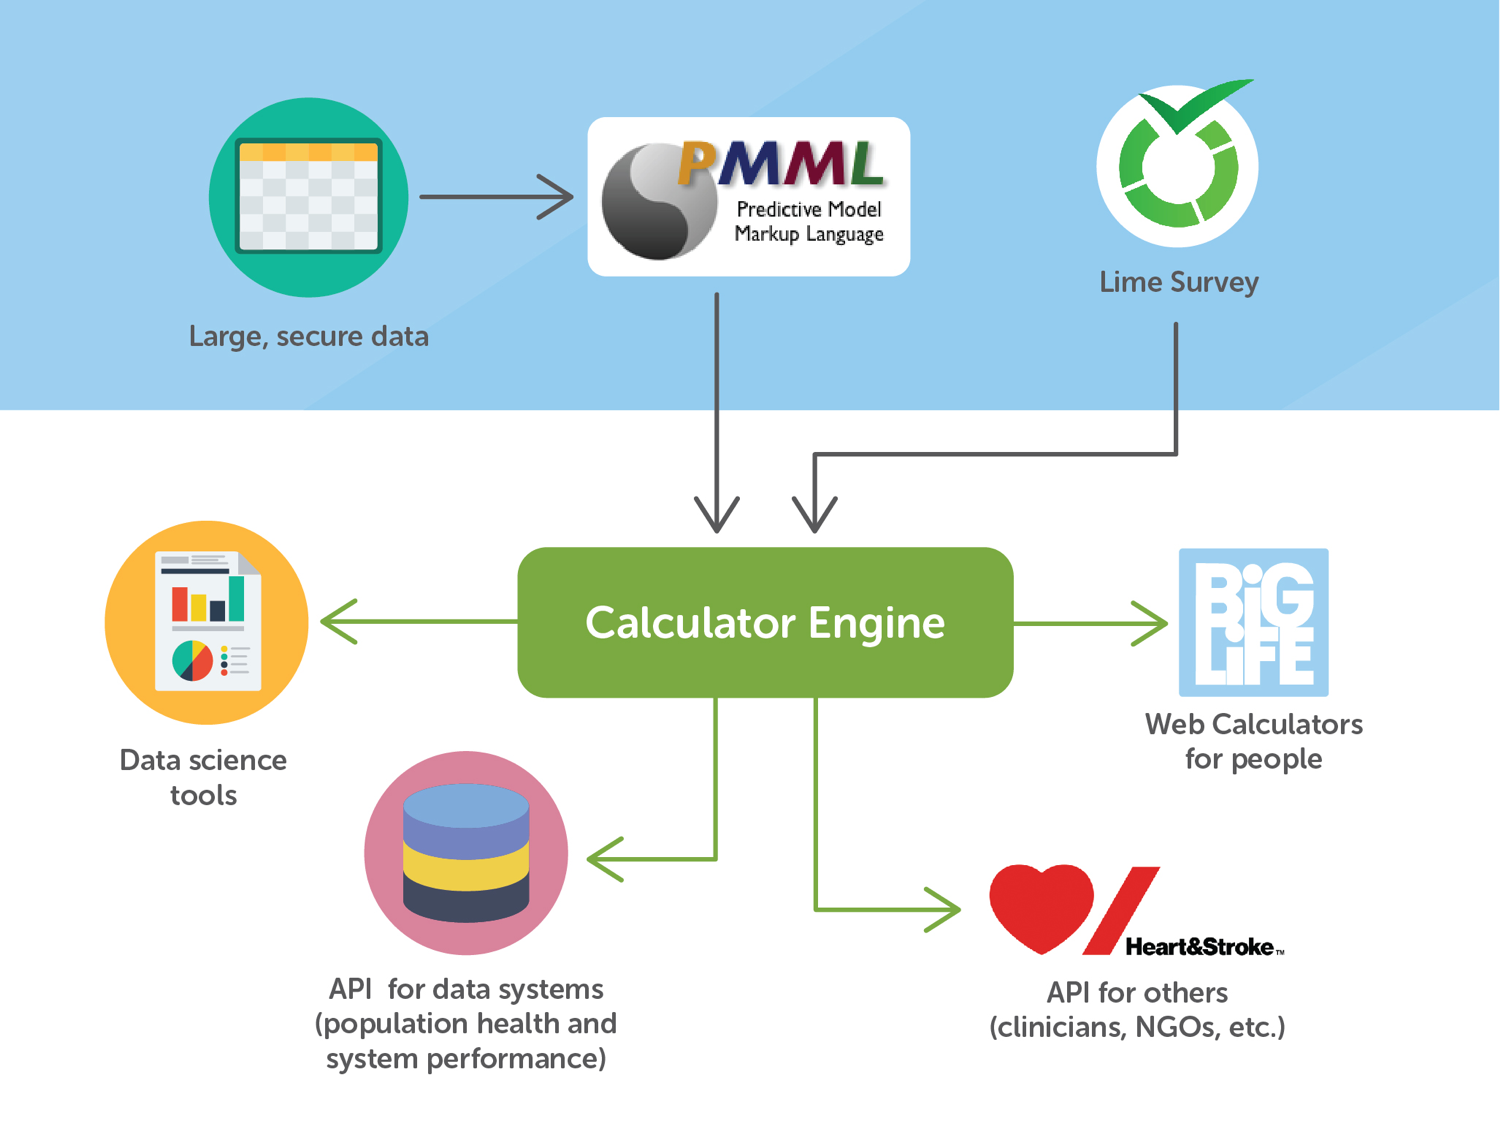 PMML
Predictive Model
Markup Language
Lime Survey
Large, secure data
Calculator Engine
BiG
LiFE
Web Calculators
for people
Data science
tools
Heart&Stroke™
API for data systems
(population health and
system performance)
API for others
(clinicians, NGOs, etc.)